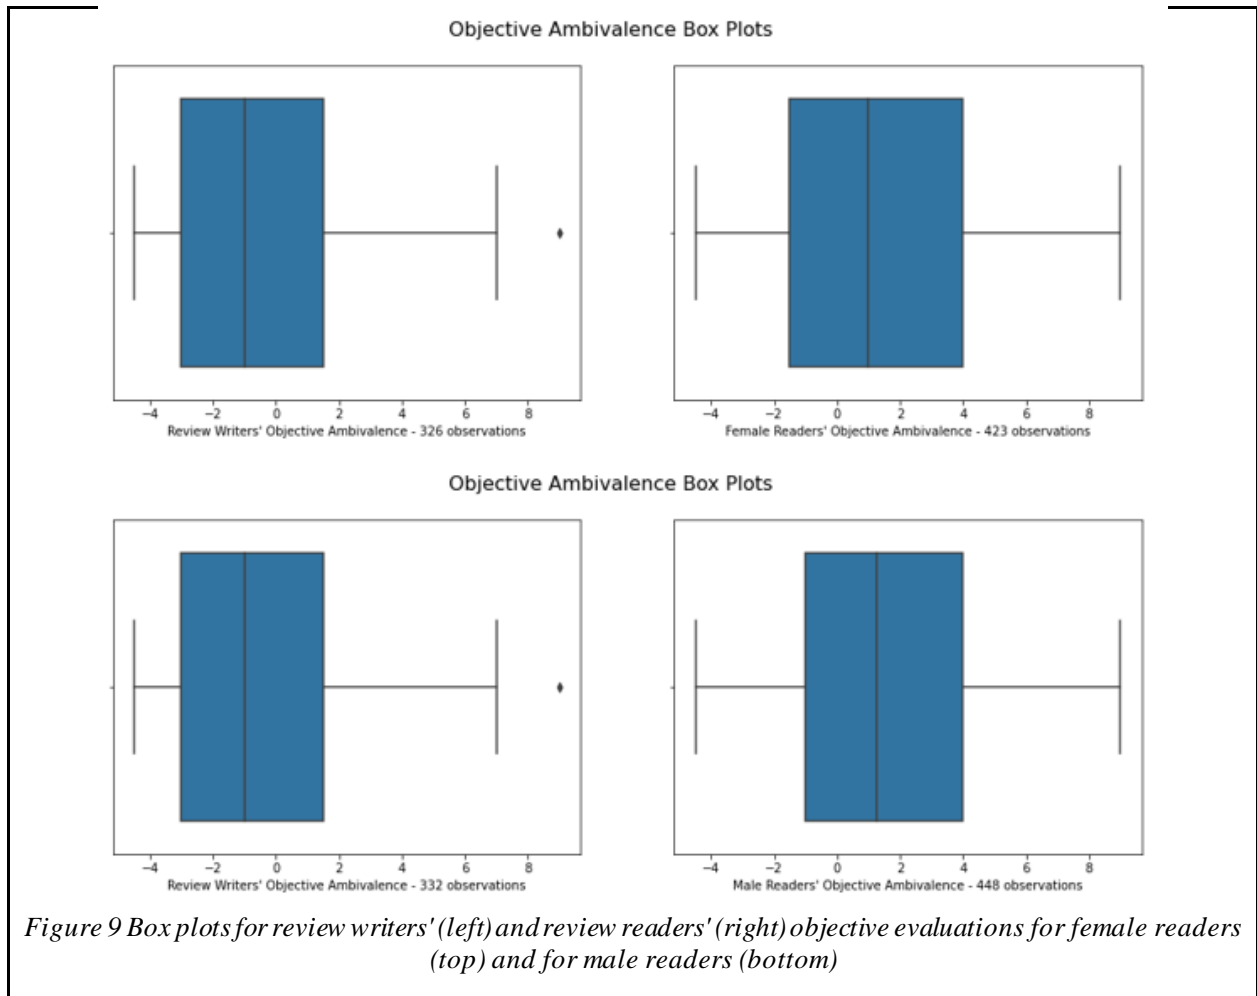 Objective Ambivalence Box Plots
−4 −2 0 2 4 6 8
Review Writers' Objective Ambivalence - 326 observations
−4 −2 0 2 4 6 8
Female Readers' Objective Ambivalence - 423 observations
Objective Ambivalence Box Plots
−4 −2 0 2 4 6 8
Review Writers' Objective Ambivalence - 332 observations
−4 −2 0 2 4 6 8
Male Readers' Objective Ambivalence - 448 observations
Figure 9 Box plots for review writers' (left) and review readers' (right) objective evaluations for female readers
(top) and for male readers (bottom)